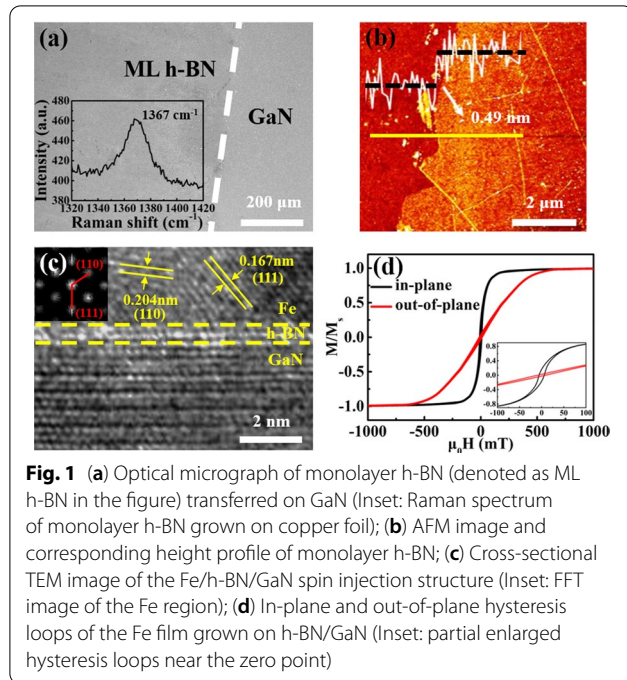 (a)
ML h-BN
GaN
1367 cm⁻¹
480
460
440
420
400
380
Intensity (a.u.)
1320 1340 1360 1380 1400 1420
Raman shift (cm⁻¹)
200 μm
(b)
0.49 nm
2 μm
(c)
(110)
(111)
0.204nm
(110)
0.167nm
(111)
Fe
h-BN
GaN
2 nm
(d)
in-plane
out-of-plane
M/Mₛ
1.0
0.5
0.0
-0.5
-1.0
0.8
0.4
0.0
-0.4
-0.8
-100 -50 0 50 100
-1000 -500 0 500 1000
μ₀H (mT)
Fig. 1 (a) Optical micrograph of monolayer h-BN (denoted as ML
h-BN in the figure) transferred on GaN (Inset: Raman spectrum
of monolayer h-BN grown on copper foil); (b) AFM image and
corresponding height profile of monolayer h-BN; (c) Cross-sectional
TEM image of the Fe/h-BN/GaN spin injection structure (Inset: FFT
image of the Fe region); (d) In-plane and out-of-plane hysteresis
loops of the Fe film grown on h-BN/GaN (Inset: partial enlarged
hysteresis loops near the zero point)